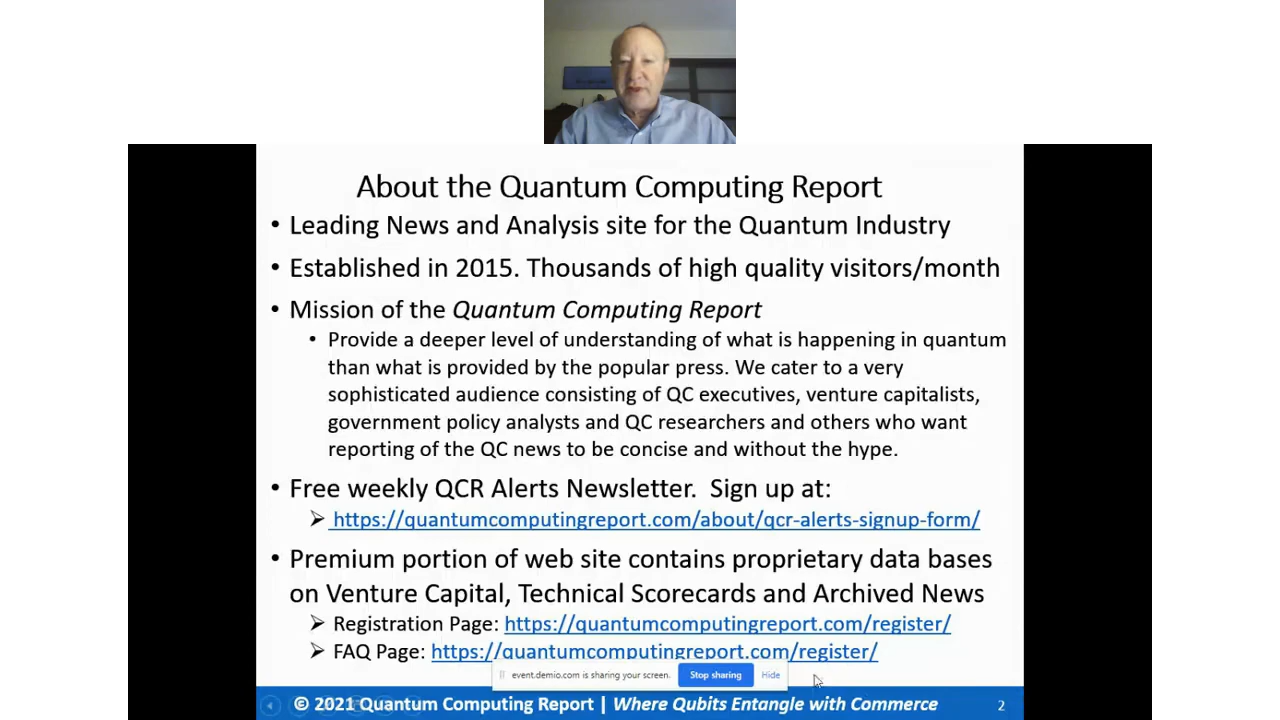 About the Quantum Computing Report
• Leading News and Analysis site for the Quantum Industry
• Established in 2015. Thousands of high quality visitors/month
• Mission of the Quantum Computing Report
• Provide a deeper level of understanding of what is happening in quantum
than what is provided by the popular press. We cater to a very
sophisticated audience consisting of QC executives, venture capitalists,
government policy analysts and QC researchers and others who want
reporting of the QC news to be concise and without the hype.
• Free weekly QCR Alerts Newsletter. Sign up at:
➢ https://quantumcomputingreport.com/about/qcr-alerts-signup-form/
• Premium portion of web site contains proprietary data bases
on Venture Capital, Technical Scorecards and Archived News
➢ Registration Page: https://quantumcomputingreport.com/register/
➢ FAQ Page: https://quantumcomputingreport.com/register/
event.demio.com is sharing your screen. Stop sharing Hide
© 2021 Quantum Computing Report | Where Qubits Entangle with Commerce 2